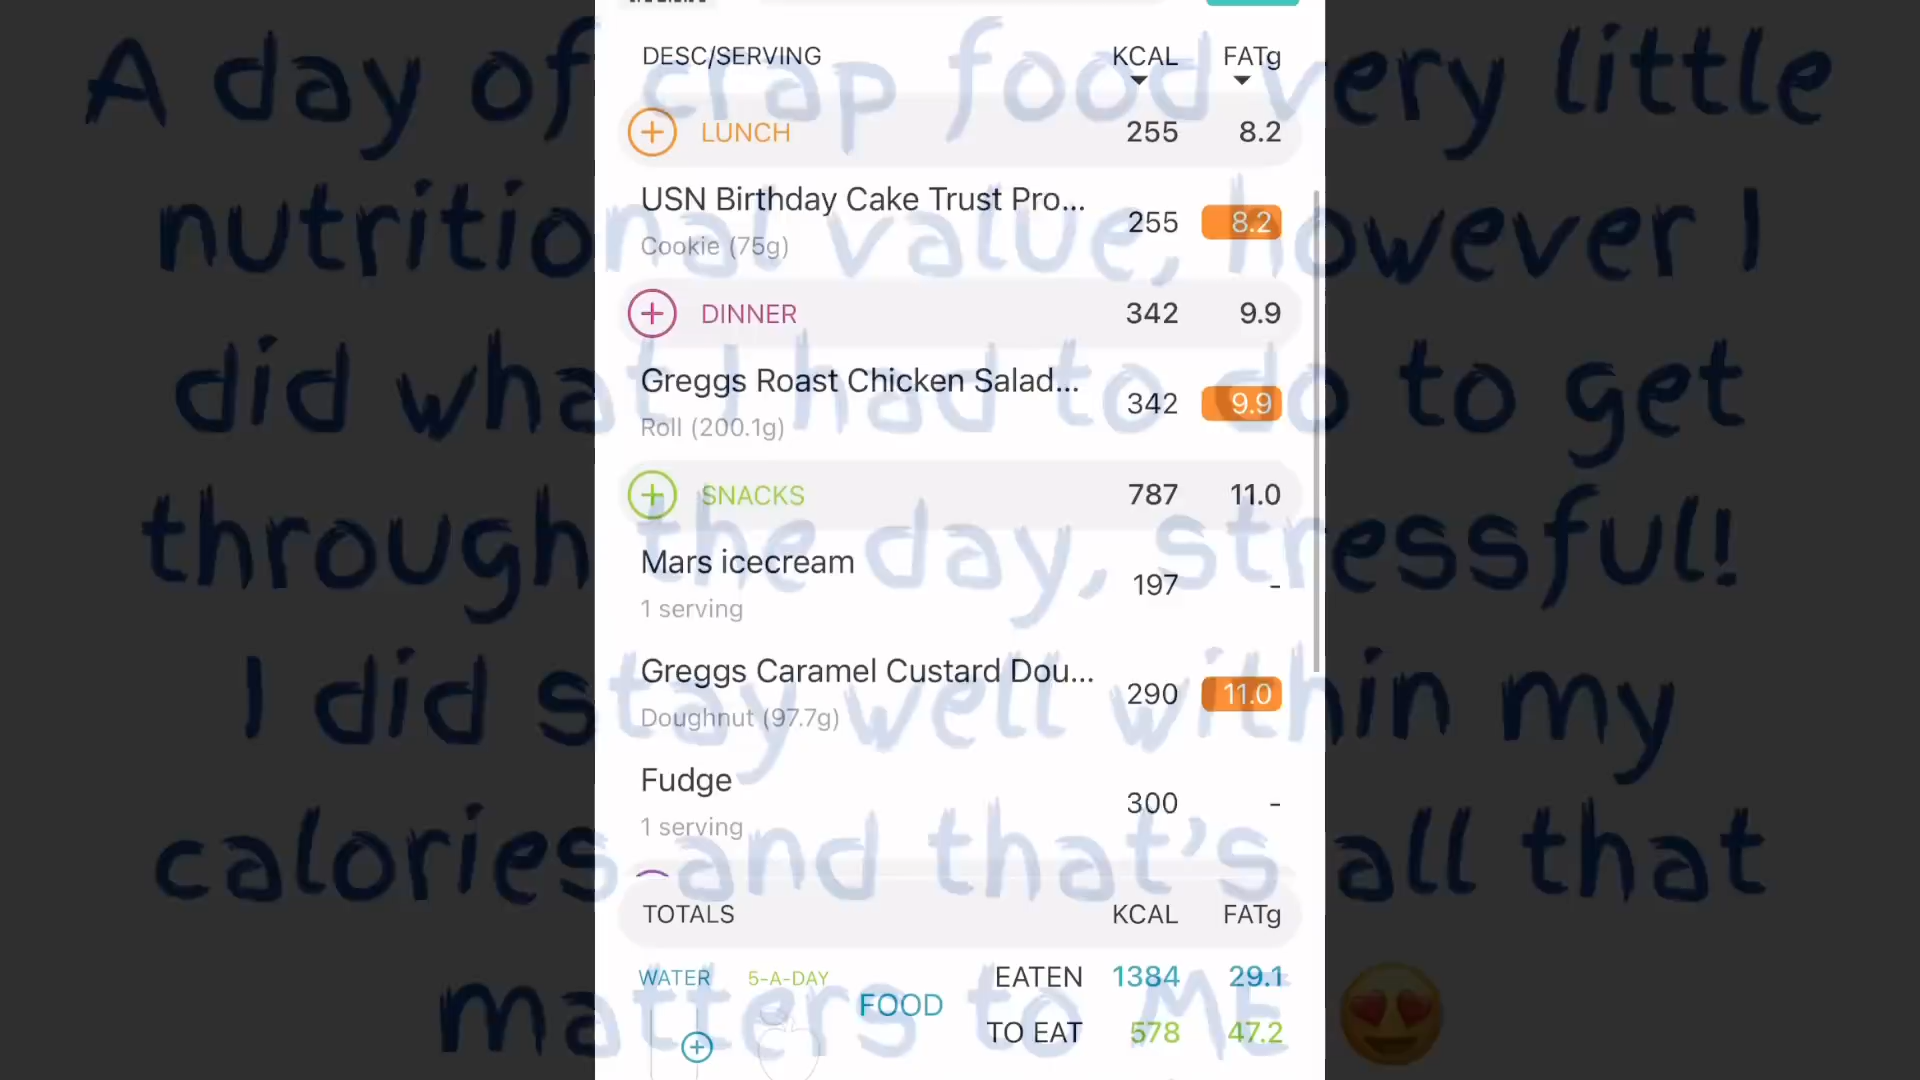 A day of crap food very little
nutritional value, however I
did what I had to do to get
through the day, stressful!
I did stay well within my
calories and that's all that
matters to ME 😍
DESC/SERVING KCAL FATg
LUNCH 255 8.2
USN Birthday Cake Trust Pro... 255 8.2
Cookie (75g)
DINNER 342 9.9
Greggs Roast Chicken Salad... 342 9.9
Roll (200.1g)
SNACKS 787 11.0
Mars icecream 197 -
1 serving
Greggs Caramel Custard Dou... 290 11.0
Doughnut (97.7g)
Fudge 300 -
1 serving
TOTALS KCAL FATg
WATER 5-A-DAY FOOD EATEN 1384 29.1
TO EAT 578 47.2